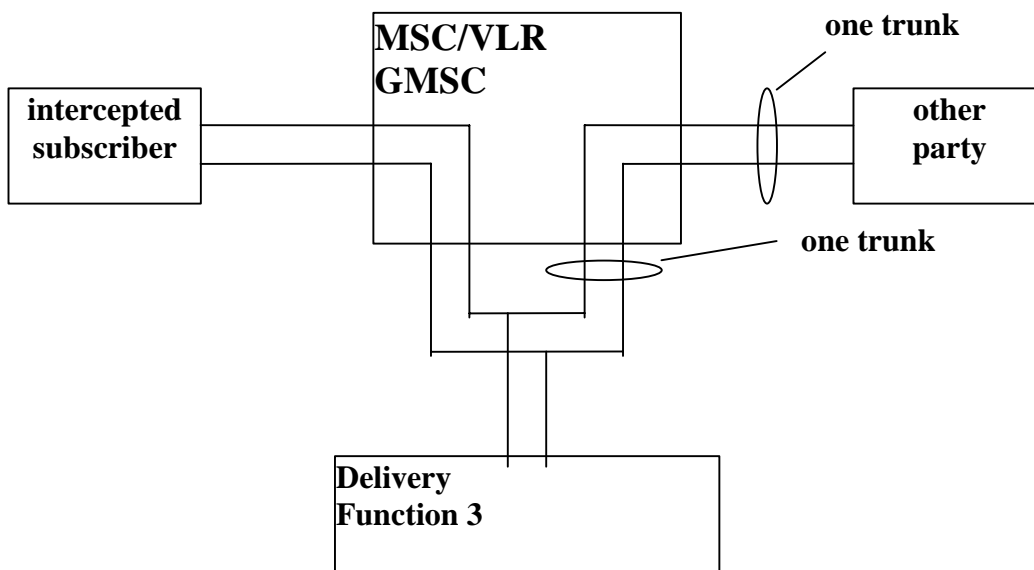 MSC/VLR
GMSC
one trunk
intercepted
subscriber
other
party
one trunk
Delivery
Function 3